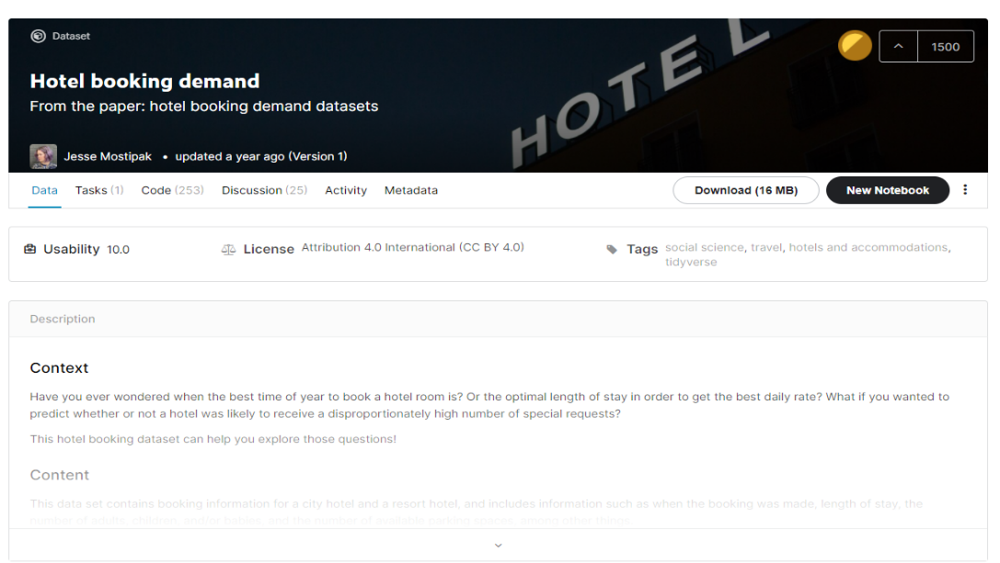 Dataset
HOTEL
1500
Hotel booking demand
From the paper: hotel booking demand datasets
Jesse Mostipak • updated a year ago (Version 1)
Data Tasks (1) Code (253) Discussion (25) Activity Metadata Download (16 MB) New Notebook
Usability 10.0 License Attribution 4.0 International (CC BY 4.0) Tags social science, travel, hotels and accommodations,
tidyverse
Description
Context
Have you ever wondered when the best time of year to book a hotel room is? Or the optimal length of stay in order to get the best daily rate? What if you wanted to
predict whether or not a hotel was likely to receive a disproportionately high number of special requests?
This hotel booking dataset can help you explore those questions!
Content
This data set contains booking information for a city hotel and a resort hotel, and includes information such as when the booking was made, length of stay, the
number of adults, children, and/or babies, and the number of available parking spaces, among other things.